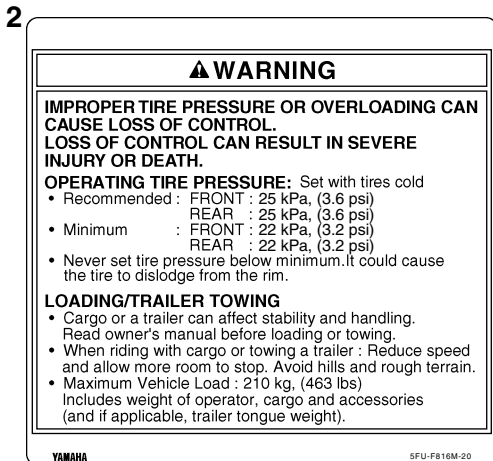 2
⚠WARNING
IMPROPER TIRE PRESSURE OR OVERLOADING CAN
CAUSE LOSS OF CONTROL.
LOSS OF CONTROL CAN RESULT IN SEVERE
INJURY OR DEATH.
OPERATING TIRE PRESSURE: Set with tires cold
• Recommended : FRONT : 25 kPa, (3.6 psi)
REAR : 25 kPa, (3.6 psi)
• Minimum : FRONT : 22 kPa, (3.2 psi)
REAR : 22 kPa, (3.2 psi)
• Never set tire pressure below minimum.It could cause
the tire to dislodge from the rim.
LOADING/TRAILER TOWING
• Cargo or a trailer can affect stability and handling.
Read owner's manual before loading or towing.
• When riding with cargo or towing a trailer : Reduce speed
and allow more room to stop. Avoid hills and rough terrain.
• Maximum Vehicle Load : 210 kg, (463 lbs)
Includes weight of operator, cargo and accessories
(and if applicable, trailer tongue weight).
YAMAHA 5FU-F816M-20